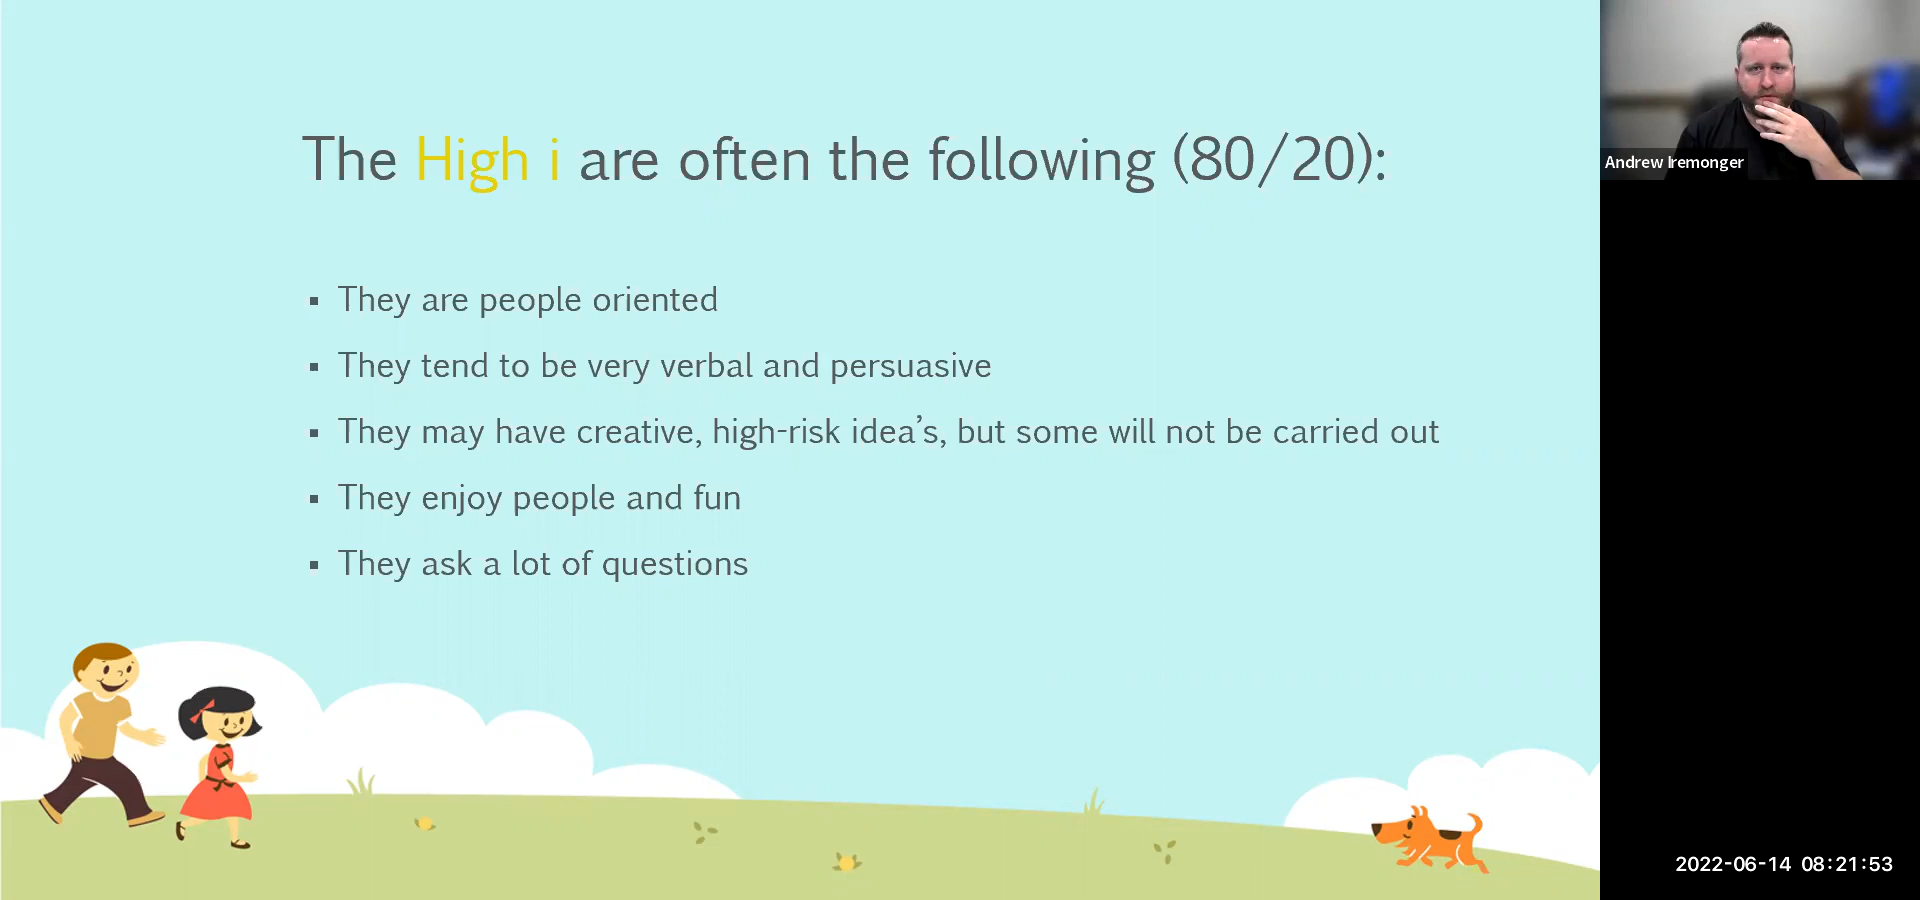 The High i are often the following (80/20):
▪ They are people oriented
▪ They tend to be very verbal and persuasive
▪ They may have creative, high-risk idea’s, but some will not be carried out
▪ They enjoy people and fun
▪ They ask a lot of questions
Andrew Iremonger
2022-06-14 08:21:53